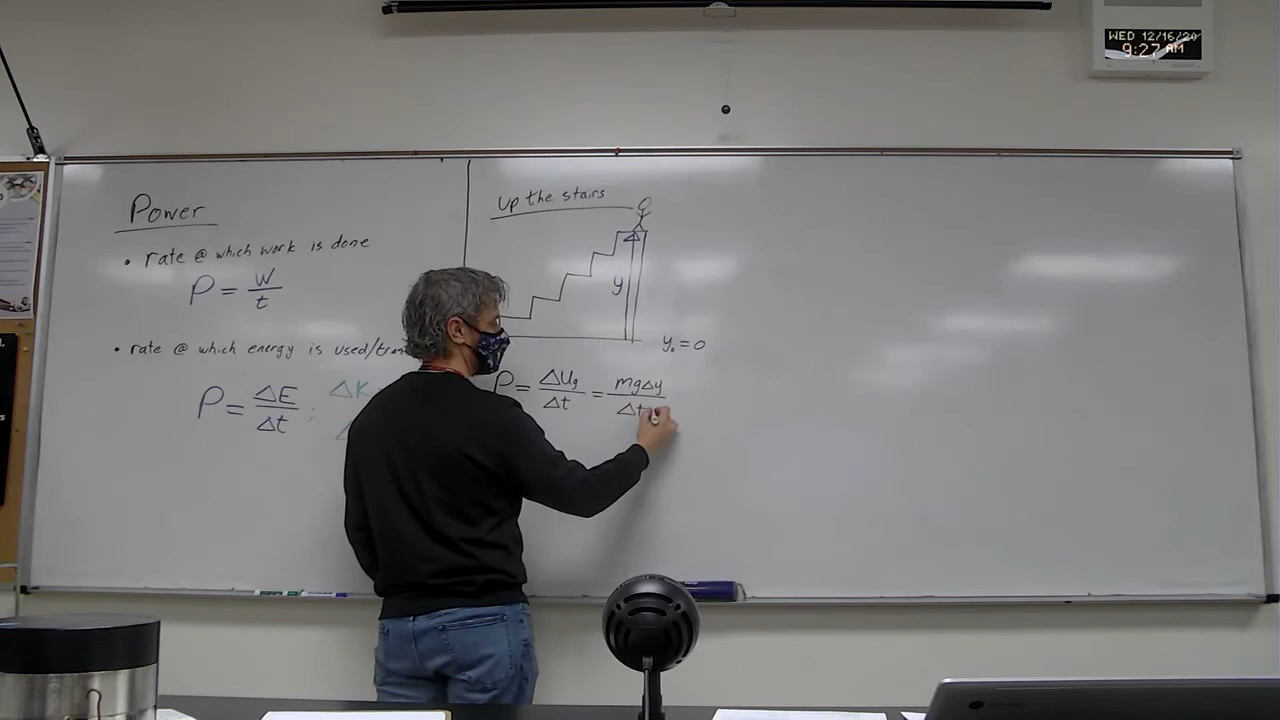 WED 12/16/20
9:27 AM
Power
• rate @ which work is done
P = W/t
• rate @ which energy is used/
P = ΔE/Δt ; ΔK
up the stairs
y
y₀ = 0
P = ΔUg/Δt = mgΔy/Δt